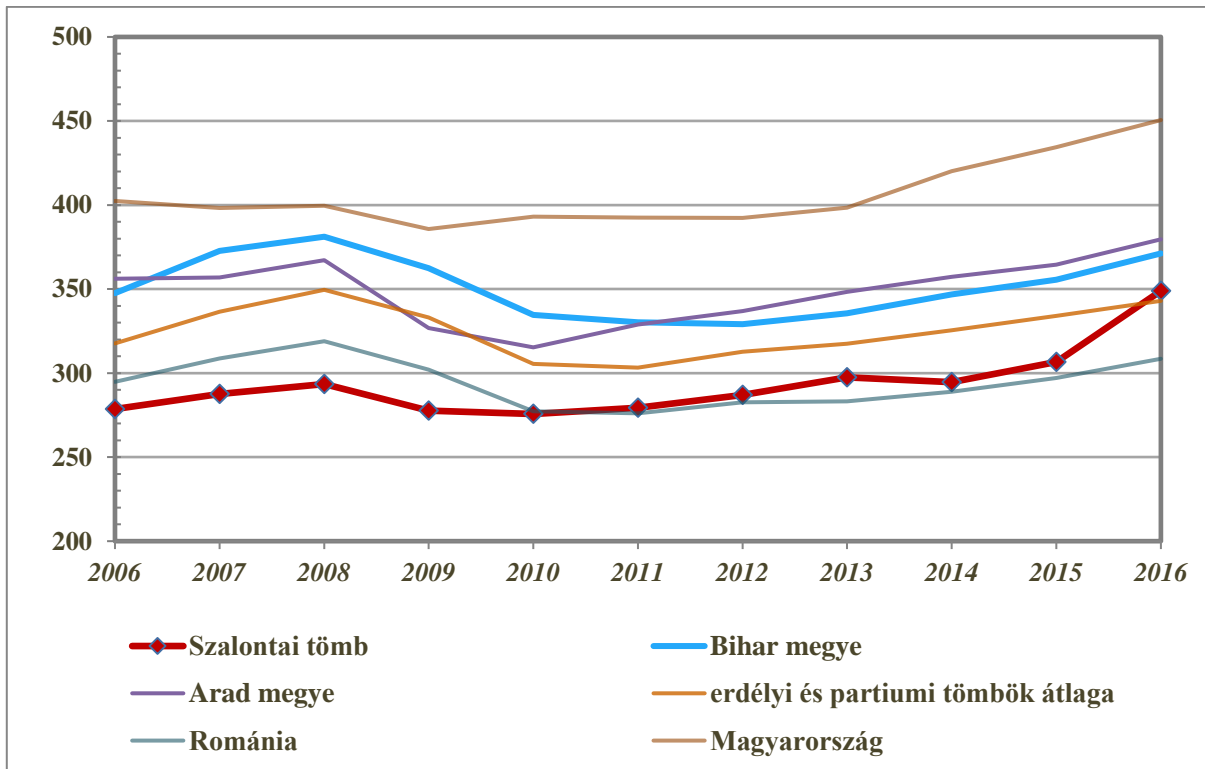 500
450
400
350
300
250
200
2006 2007 2008 2009 2010 2011 2012 2013 2014 2015 2016
Szalontai tömb Bihar megye
Arad megye erdélyi és partiumi tömbök átlaga
Románia Magyarország